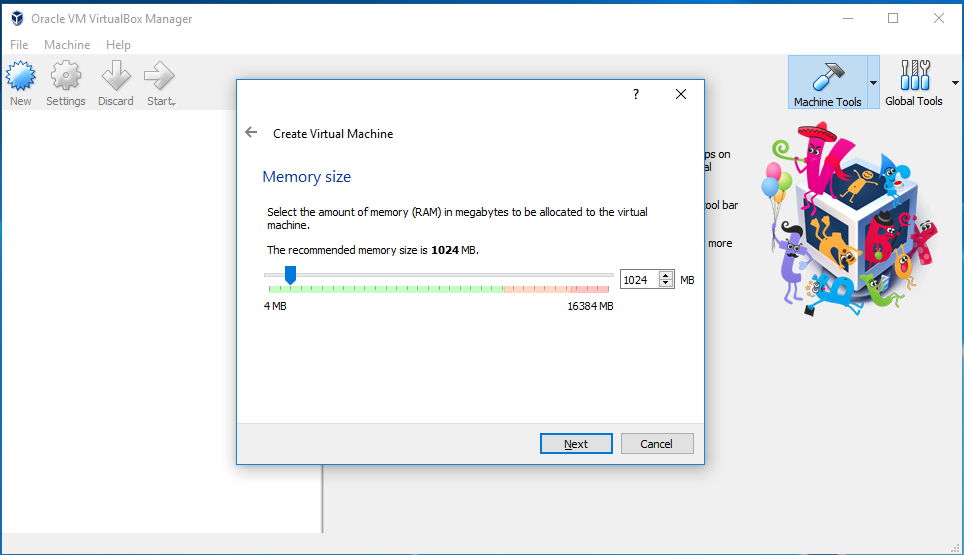 Oracle VM VirtualBox Manager
File Machine Help
New Settings Discard Start
Machine Tools Global Tools
?
Create Virtual Machine
Memory size
Select the amount of memory (RAM) in megabytes to be allocated to the virtual
machine.
The recommended memory size is 1024 MB.
1024 MB
4 MB 16384 MB
Next Cancel
ps on
al
ool bar
more